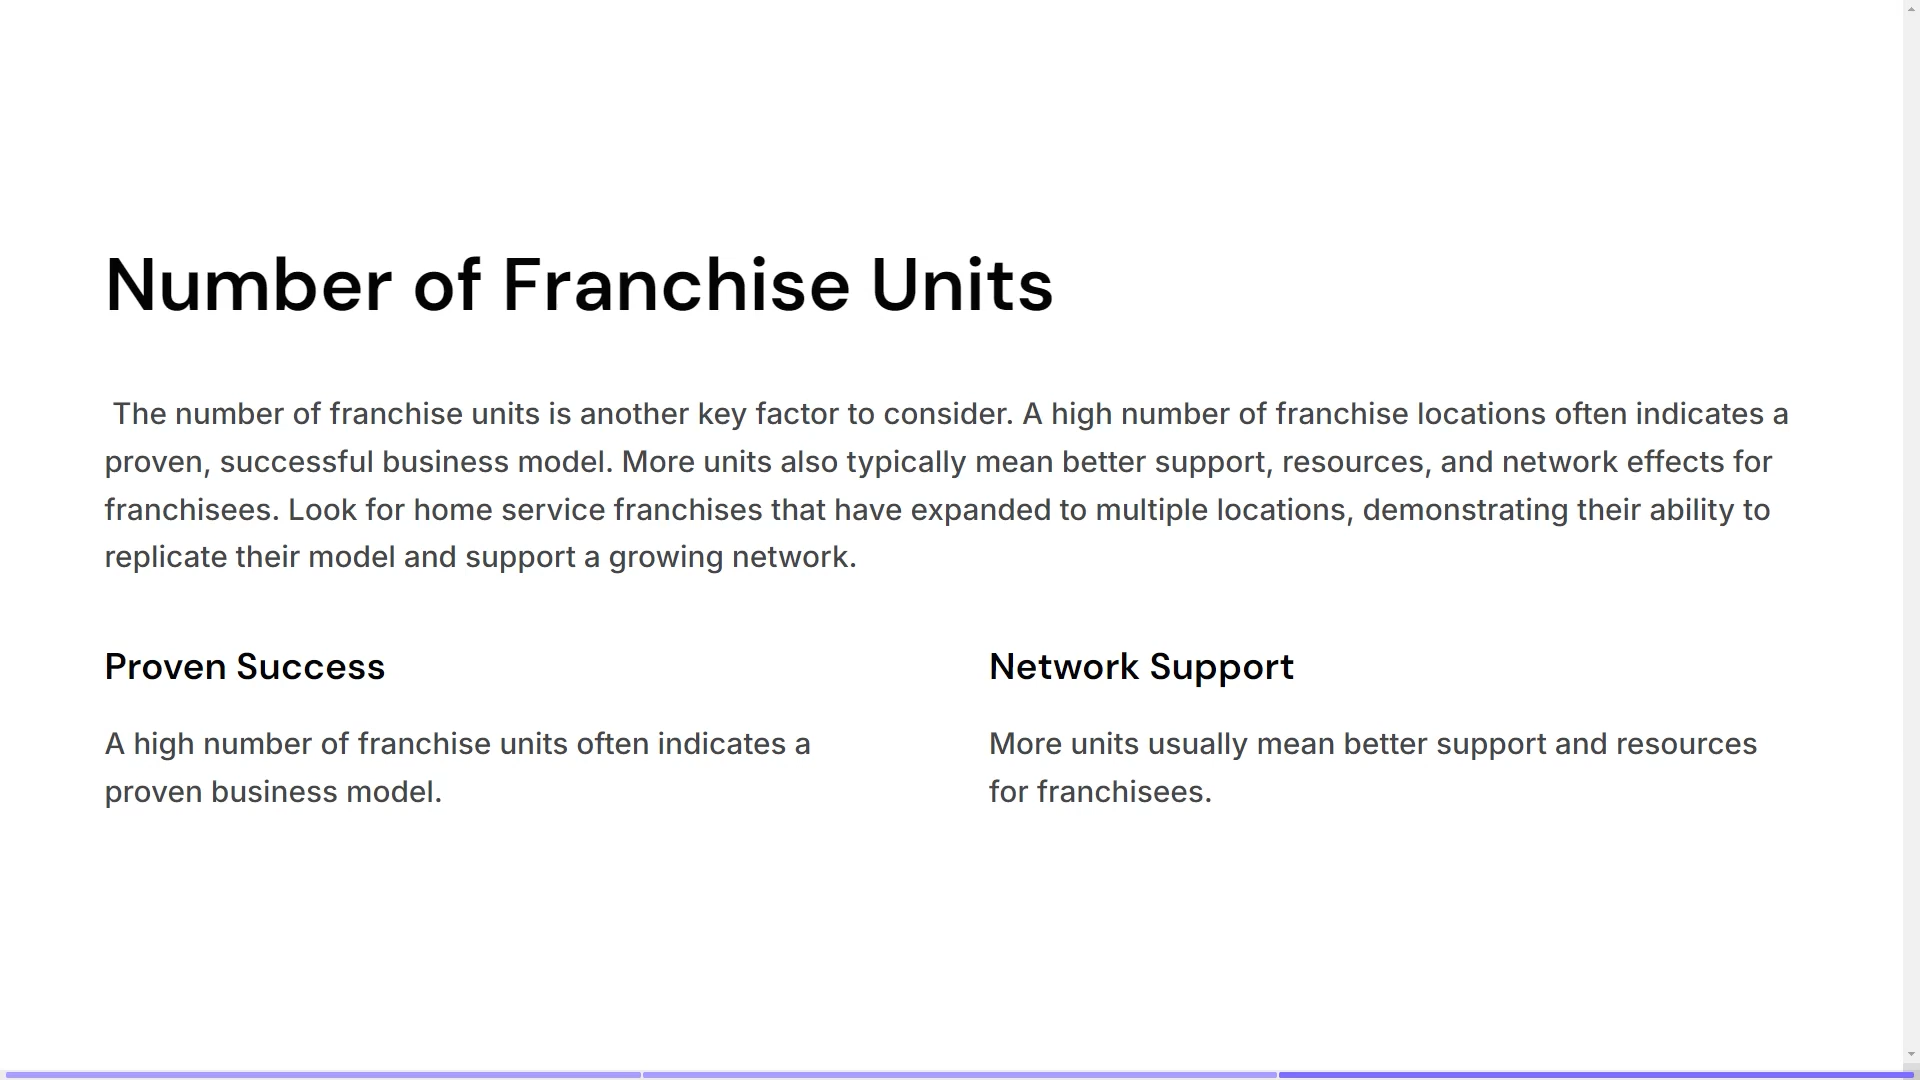 Number of Franchise Units
The number of franchise units is another key factor to consider. A high number of franchise locations often indicates a
proven, successful business model. More units also typically mean better support, resources, and network effects for
franchisees. Look for home service franchises that have expanded to multiple locations, demonstrating their ability to
replicate their model and support a growing network.
Proven Success
A high number of franchise units often indicates a
proven business model.
Network Support
More units usually mean better support and resources
for franchisees.